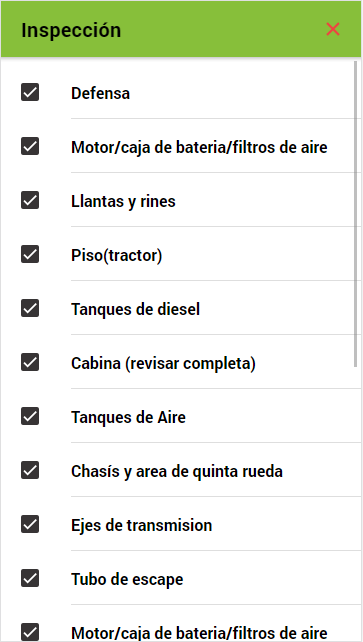 Inspección
Defensa
Motor/caja de bateria/filtros de aire
Llantas y rines
Piso(tractor)
Tanques de diesel
Cabina (revisar completa)
Tanques de Aire
Chasís y area de quinta rueda
Ejes de transmision
Tubo de escape
Motor/caja de bateria/filtros de aire